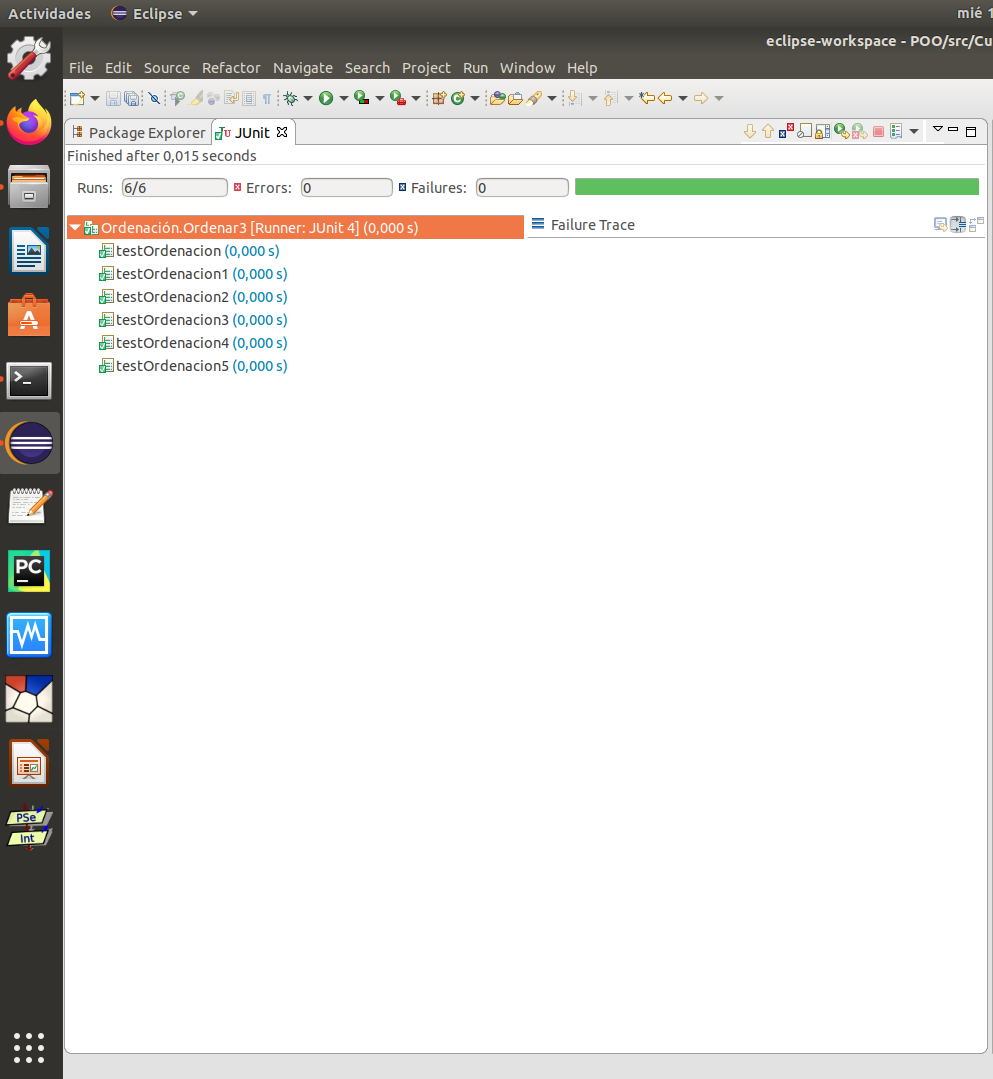 Actividades Eclipse mié 1
eclipse-workspace - POO/src/Cu
File Edit Source Refactor Navigate Search Project Run Window Help
Package Explorer JUnit
Finished after 0,015 seconds
Runs: 6/6 Errors: 0 Failures: 0
Ordenación.Ordenar3 [Runner: JUnit 4] (0,000 s)
Failure Trace
testOrdenacion (0,000 s)
testOrdenacion1 (0,000 s)
testOrdenacion2 (0,000 s)
testOrdenacion3 (0,000 s)
testOrdenacion4 (0,000 s)
testOrdenacion5 (0,000 s)
PC
PSe
Int